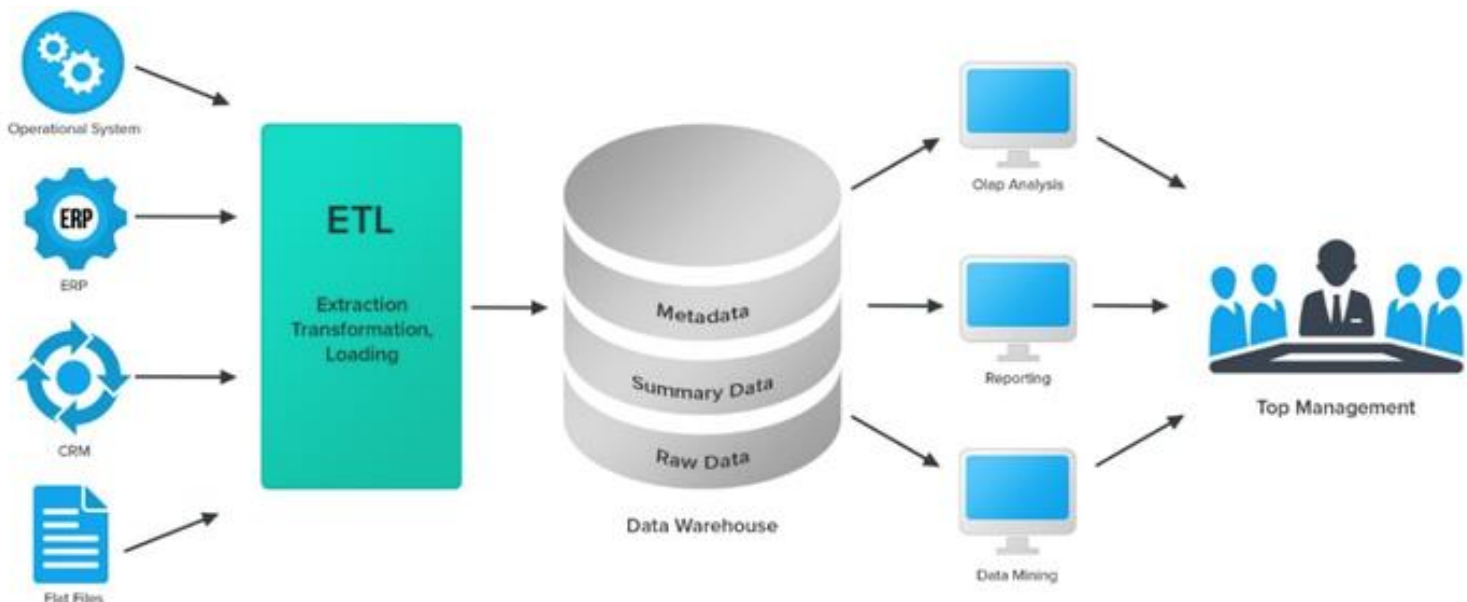 Operational System
ERP
ERP
CRM
Flat Files
ETL
Extraction
Transformation,
Loading
Metadata
Summary Data
Raw Data
Data Warehouse
Olap Analysis
Reporting
Data Mining
Top Management